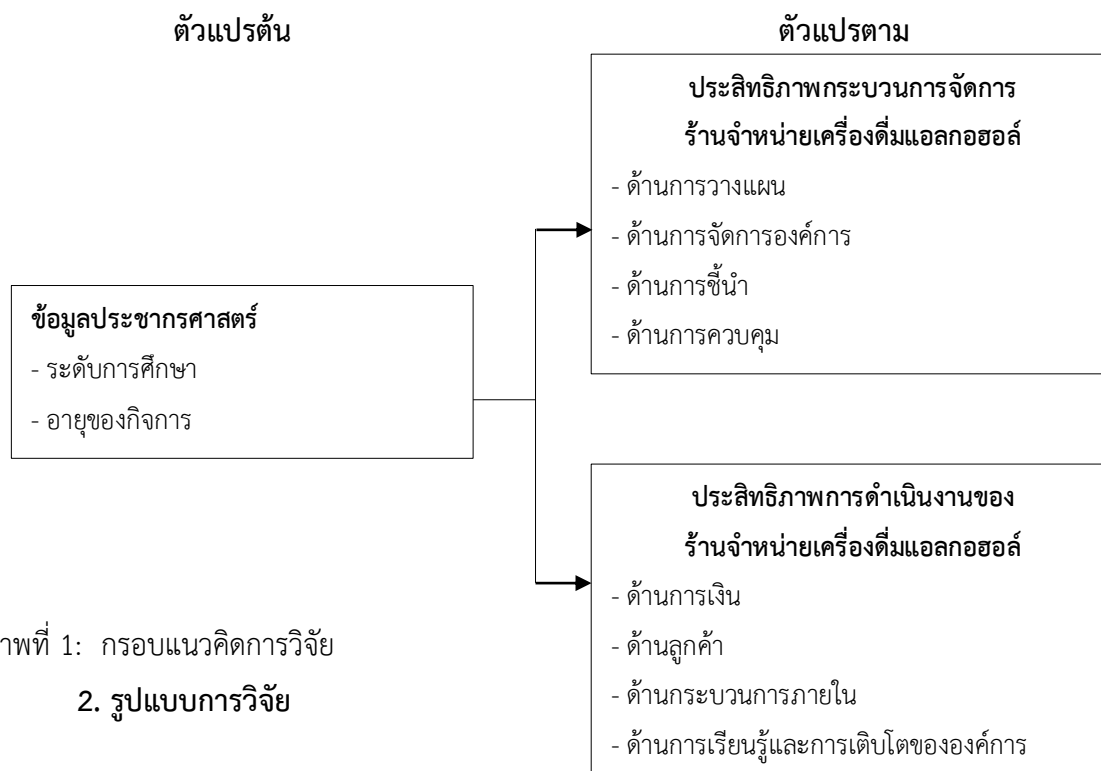 ตัวแปรต้น
ตัวแปรตาม
ประสิทธิภาพกระบวนการจัดการ
ร้านจำหน่ายเครื่องดื่มแอลกอฮอล์
- ด้านการวางแผน
- ด้านการจัดการองค์การ
- ด้านการชี้นำ
- ด้านการควบคุม
ข้อมูลประชากรศาสตร์
- ระดับการศึกษา
- อายุของกิจการ
ประสิทธิภาพการดำเนินงานของ
ร้านจำหน่ายเครื่องดื่มแอลกอฮอล์
- ด้านการเงิน
- ด้านลูกค้า
- ด้านกระบวนการภายใน
- ด้านการเรียนรู้และการเติบโตขององค์การ
าพที่ 1: กรอบแนวคิดการวิจัย
2. รูปแบบการวิจัย